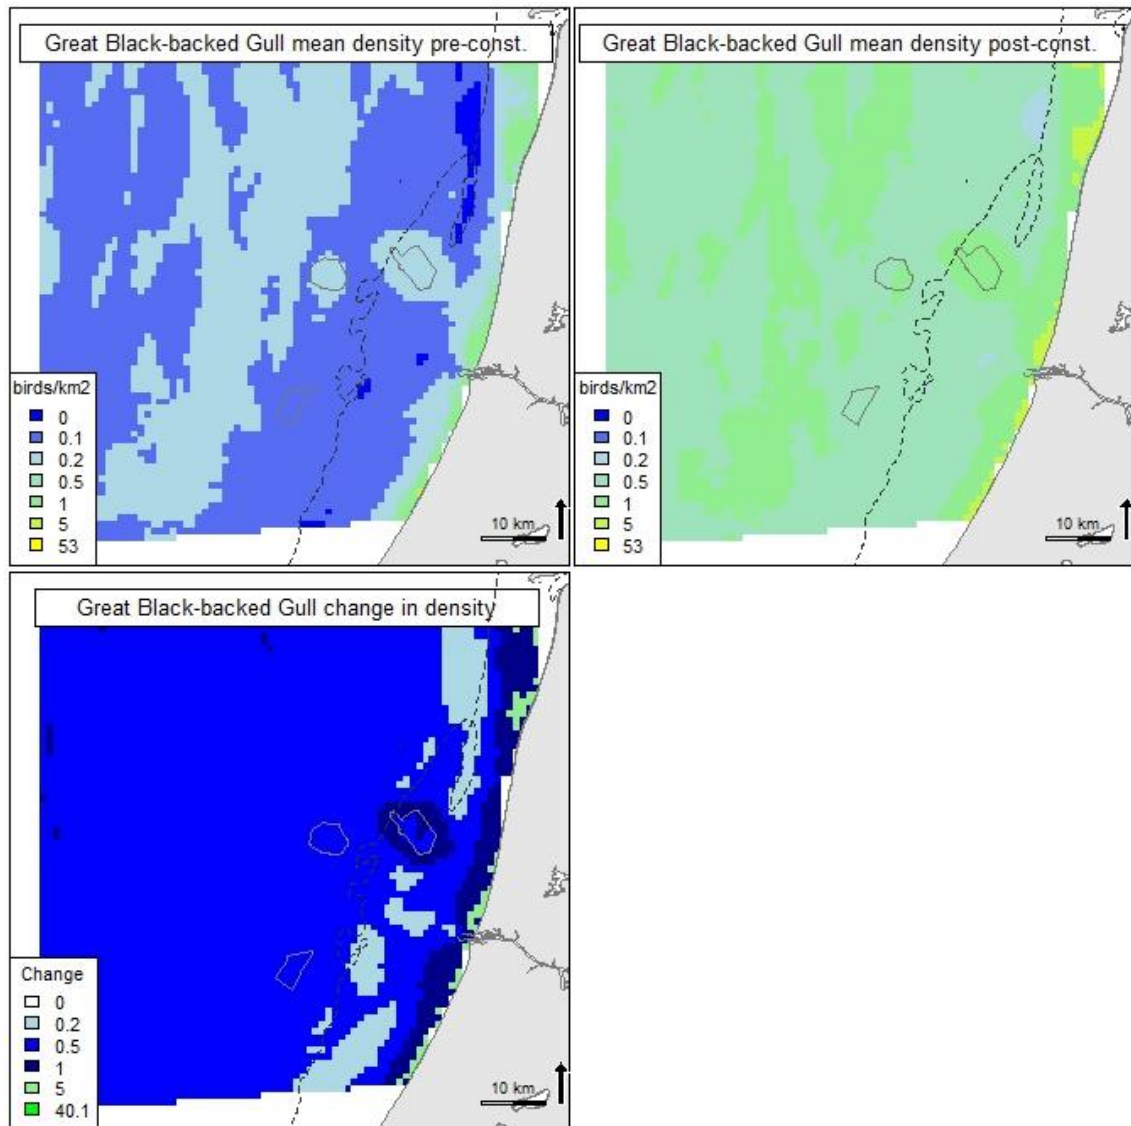 Great Black-backed Gull mean density pre-const.
birds/km2
0
0.1
0.2
0.5
1
5
53
10 km
Great Black-backed Gull mean density post-const.
birds/km2
0
0.1
0.2
0.5
1
5
53
10 km
Great Black-backed Gull change in density
Change
0
0.2
0.5
1
5
40.1
10 km